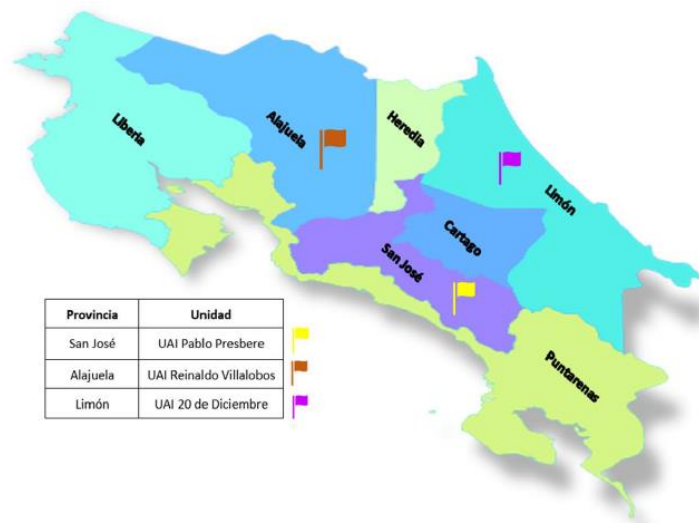 Liberia
Alajuela
Heredia
Limón
Cartago
San José
Puntarenas
Provincia Unidad
San José UAI Pablo Presbere
Alajuela UAI Reinaldo Villalobos
Limón UAI 20 de Diciembre